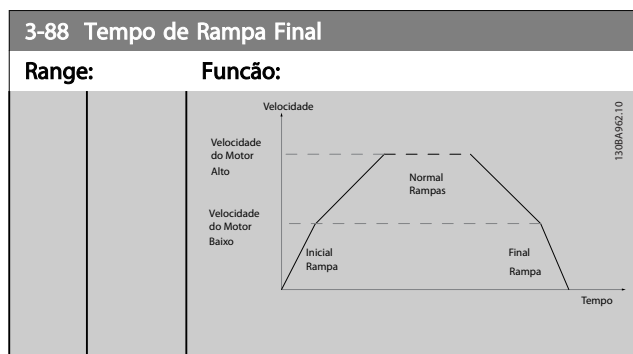 3-88 Tempo de Rampa Final
Range:
Funcão:
Velocidade
130BA962.10
Velocidade
do Motor
Alto
Normal
Rampas
Velocidade
do Motor
Baixo
Inicial
Rampa
Final
Rampa
Tempo